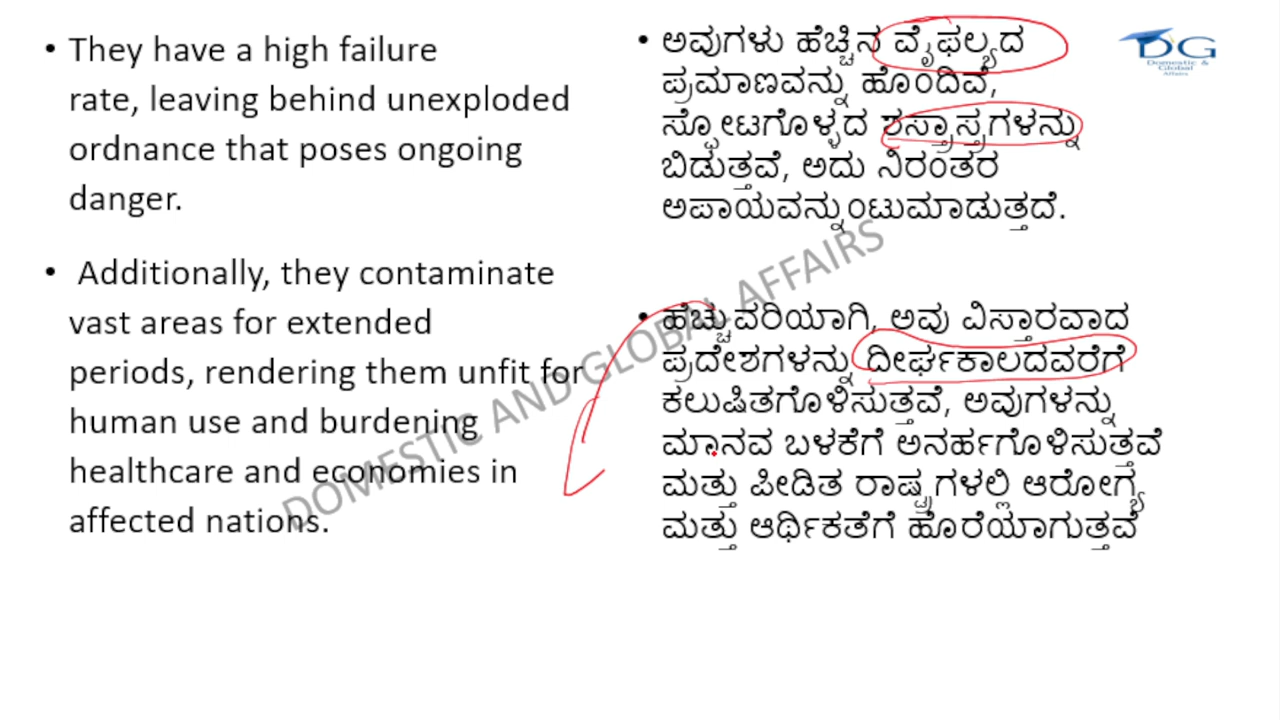 • They have a high failure
rate, leaving behind unexploded
ordnance that poses ongoing
danger.
• Additionally, they contaminate
vast areas for extended
periods, rendering them unfit for
human use and burdening
healthcare and economies in
affected nations.
• ಅವುಗಳು ಹೆಚ್ಚಿನ ವೈಫಲ್ಯದ
ಪ್ರಮಾಣವನ್ನು ಹೊಂದಿವೆ,
ಸ್ಫೋಟಗೊಳ್ಳದ ಶಸ್ತ್ರಾಸ್ತ್ರಗಳನ್ನು
ಬಿಡುತ್ತವೆ, ಅದು ನಿರಂತರ
ಅಪಾಯವನ್ನುಂಟುಮಾಡುತ್ತದೆ.
• ಹೆಚ್ಚುವರಿಯಾಗಿ, ಅವು ವಿಸ್ತಾರವಾದ
ಪ್ರದೇಶಗಳನ್ನು ದೀರ್ಘಕಾಲದವರೆಗೆ
ಕಲುಷಿತಗೊಳಿಸುತ್ತವೆ, ಅವುಗಳನ್ನು
ಮಾನವ ಬಳಕೆಗೆ ಅನರ್ಹಗೊಳಿಸುತ್ತವೆ
ಮತ್ತು ಪೀಡಿತ ರಾಷ್ಟ್ರಗಳಲ್ಲಿ ಆರೋಗ್ಯ
ಮತ್ತು ಆರ್ಥಿಕತೆಗೆ ಹೊರೆಯಾಗುತ್ತವೆ
DG
Domestic &
Global
Affairs
DOMESTIC AND GLOBAL AFFAIRS